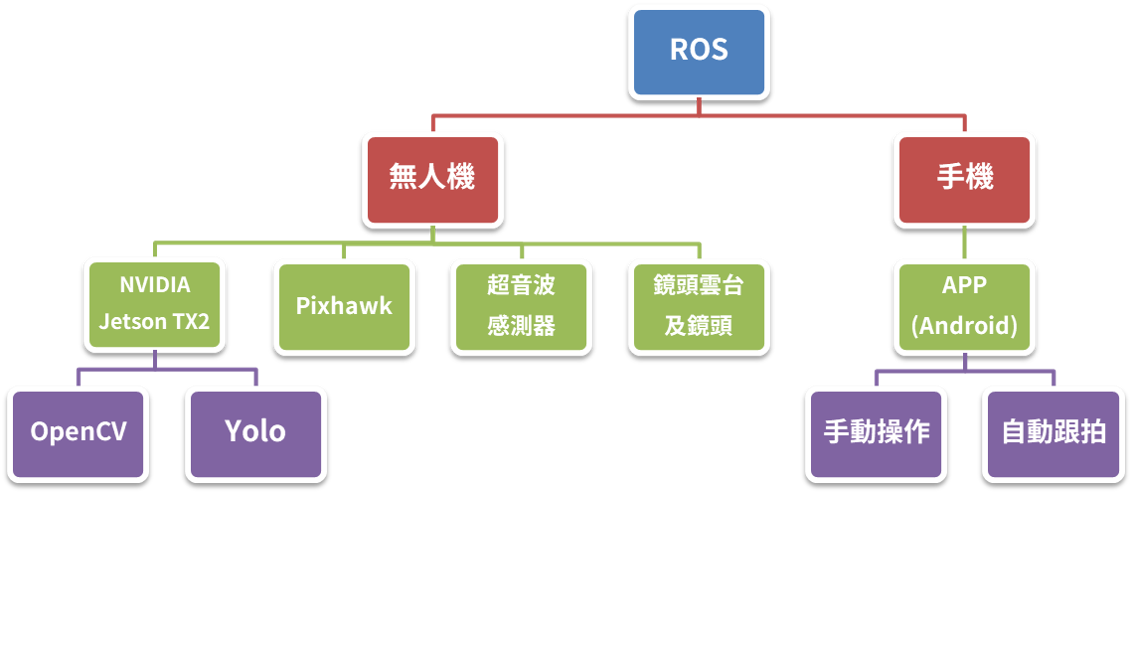 ROS
無人機
手機
NVIDIA
Jetson TX2
Pixhawk
超音波
感測器
鏡頭雲台
及鏡頭
APP
(Android)
OpenCV
Yolo
手動操作
自動跟拍